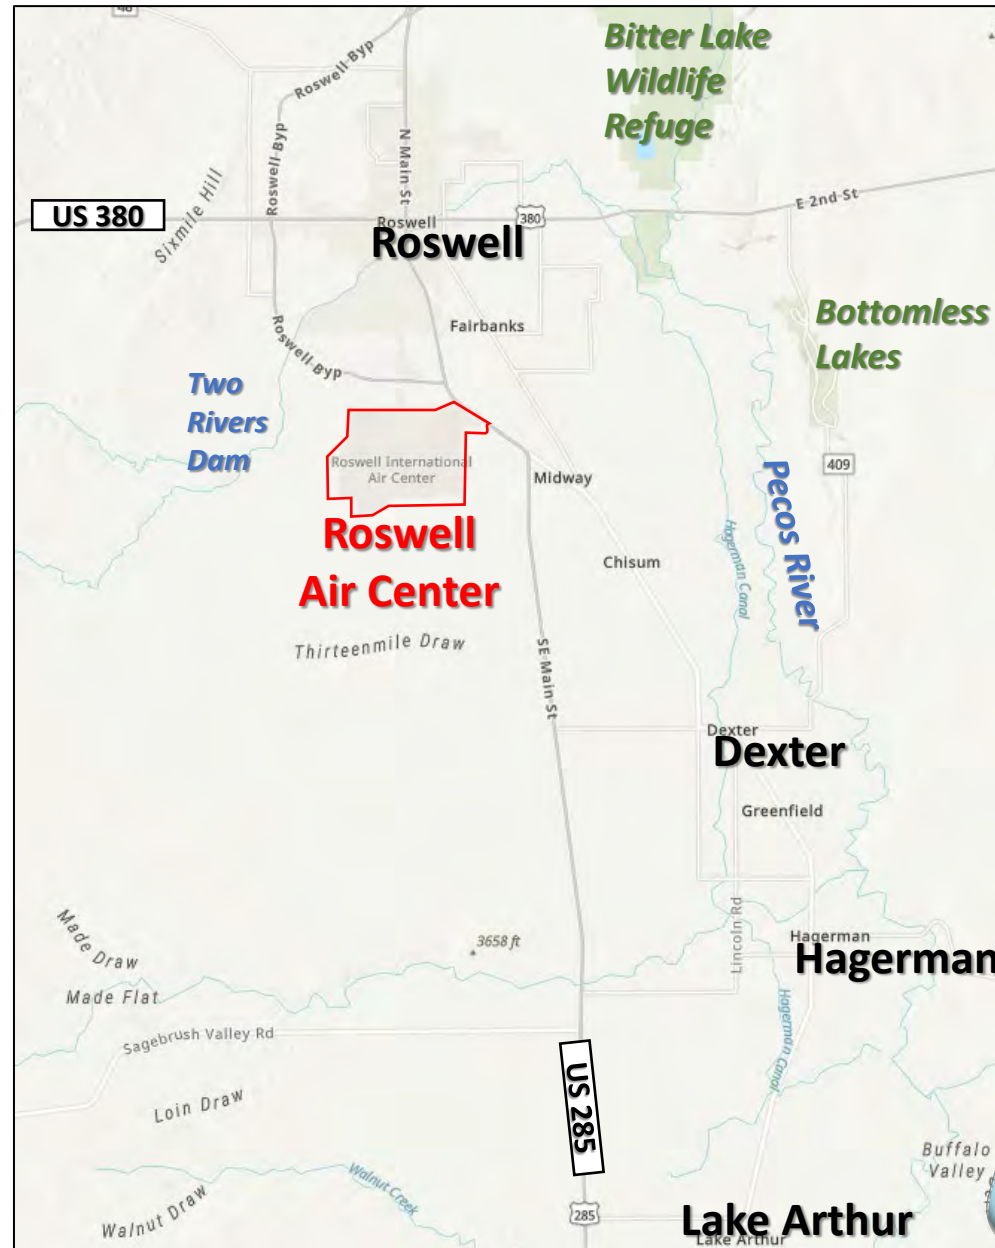 48
Roswell Byp
Bitter Lake
Wildlife
Refuge
N Main St
Roswell Byp
Sixmile Hill
US 380
E 2nd St
Roswell
380
Roswell
Bottomless
Lakes
Fairbanks
Roswell Byp
Two
Rivers
Dam
Roswell International
Air Center
409
Midway
Pecos River
Roswell
Air Center
Hagerman Canal
Chisum
Thirteenmile Draw
SE Main St
Dexter
Dexter
Greenfield
Made Draw
Lincoln Rd
3658 ft
Hagerman
Hagerman
Made Flat
Sagebrush Valley Rd
Hagerman Canal
US 285
Loin Draw
Buffalo
Valley
Walnut Creek
Walnut Draw
285
Lake Arthur
Lake Arthur